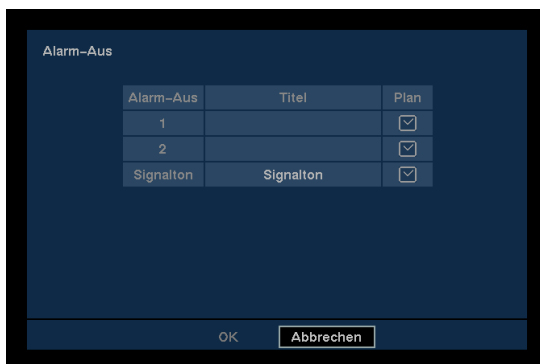 Alarm-Aus
Alarm-Aus Titel Plan
1
2
Signalton Signalton
OK Abbrechen